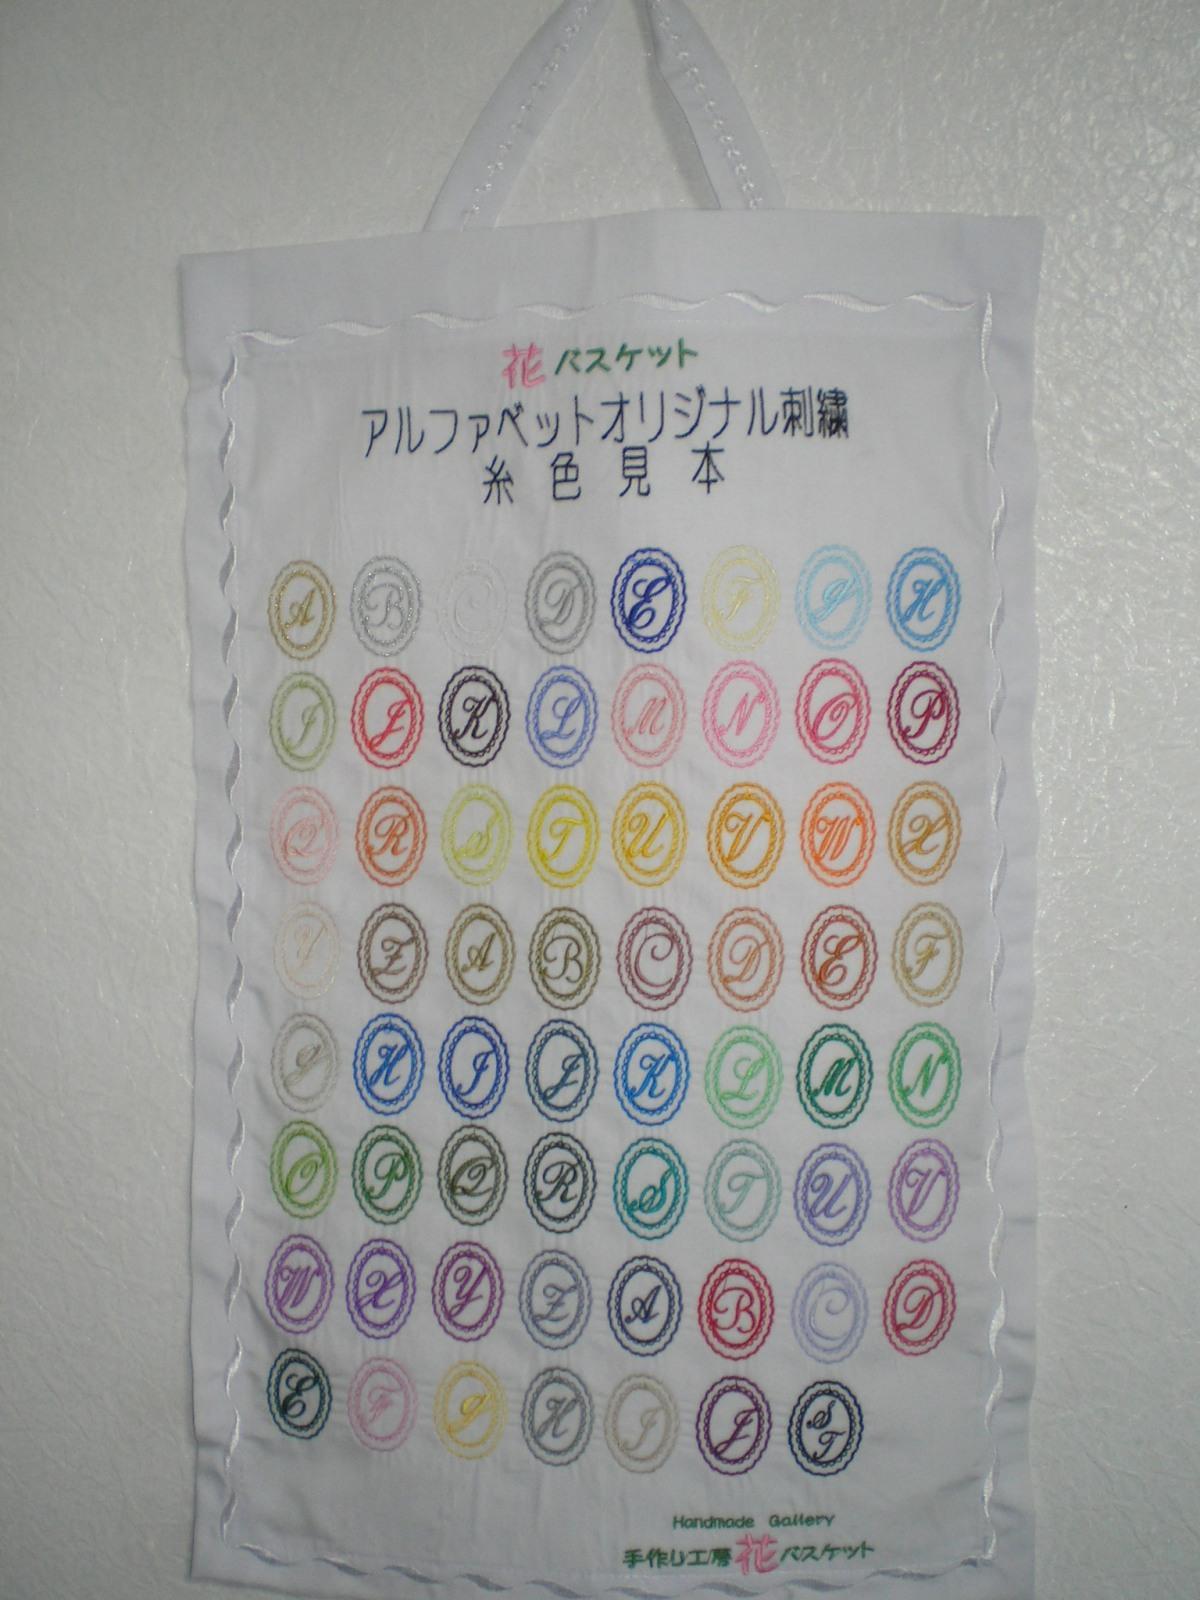 花バスケット
アルファベットオリジナル刺繍
糸色見本
A B C D E F G H
I J K L M N O P
Q R S T U V W X
Y Z A B C D E F
G H I J K L M N
O P Q R S T U V
W X Y Z A B C D
E F G H I J S T
Handmade Gallery
手作り工房花バスケット